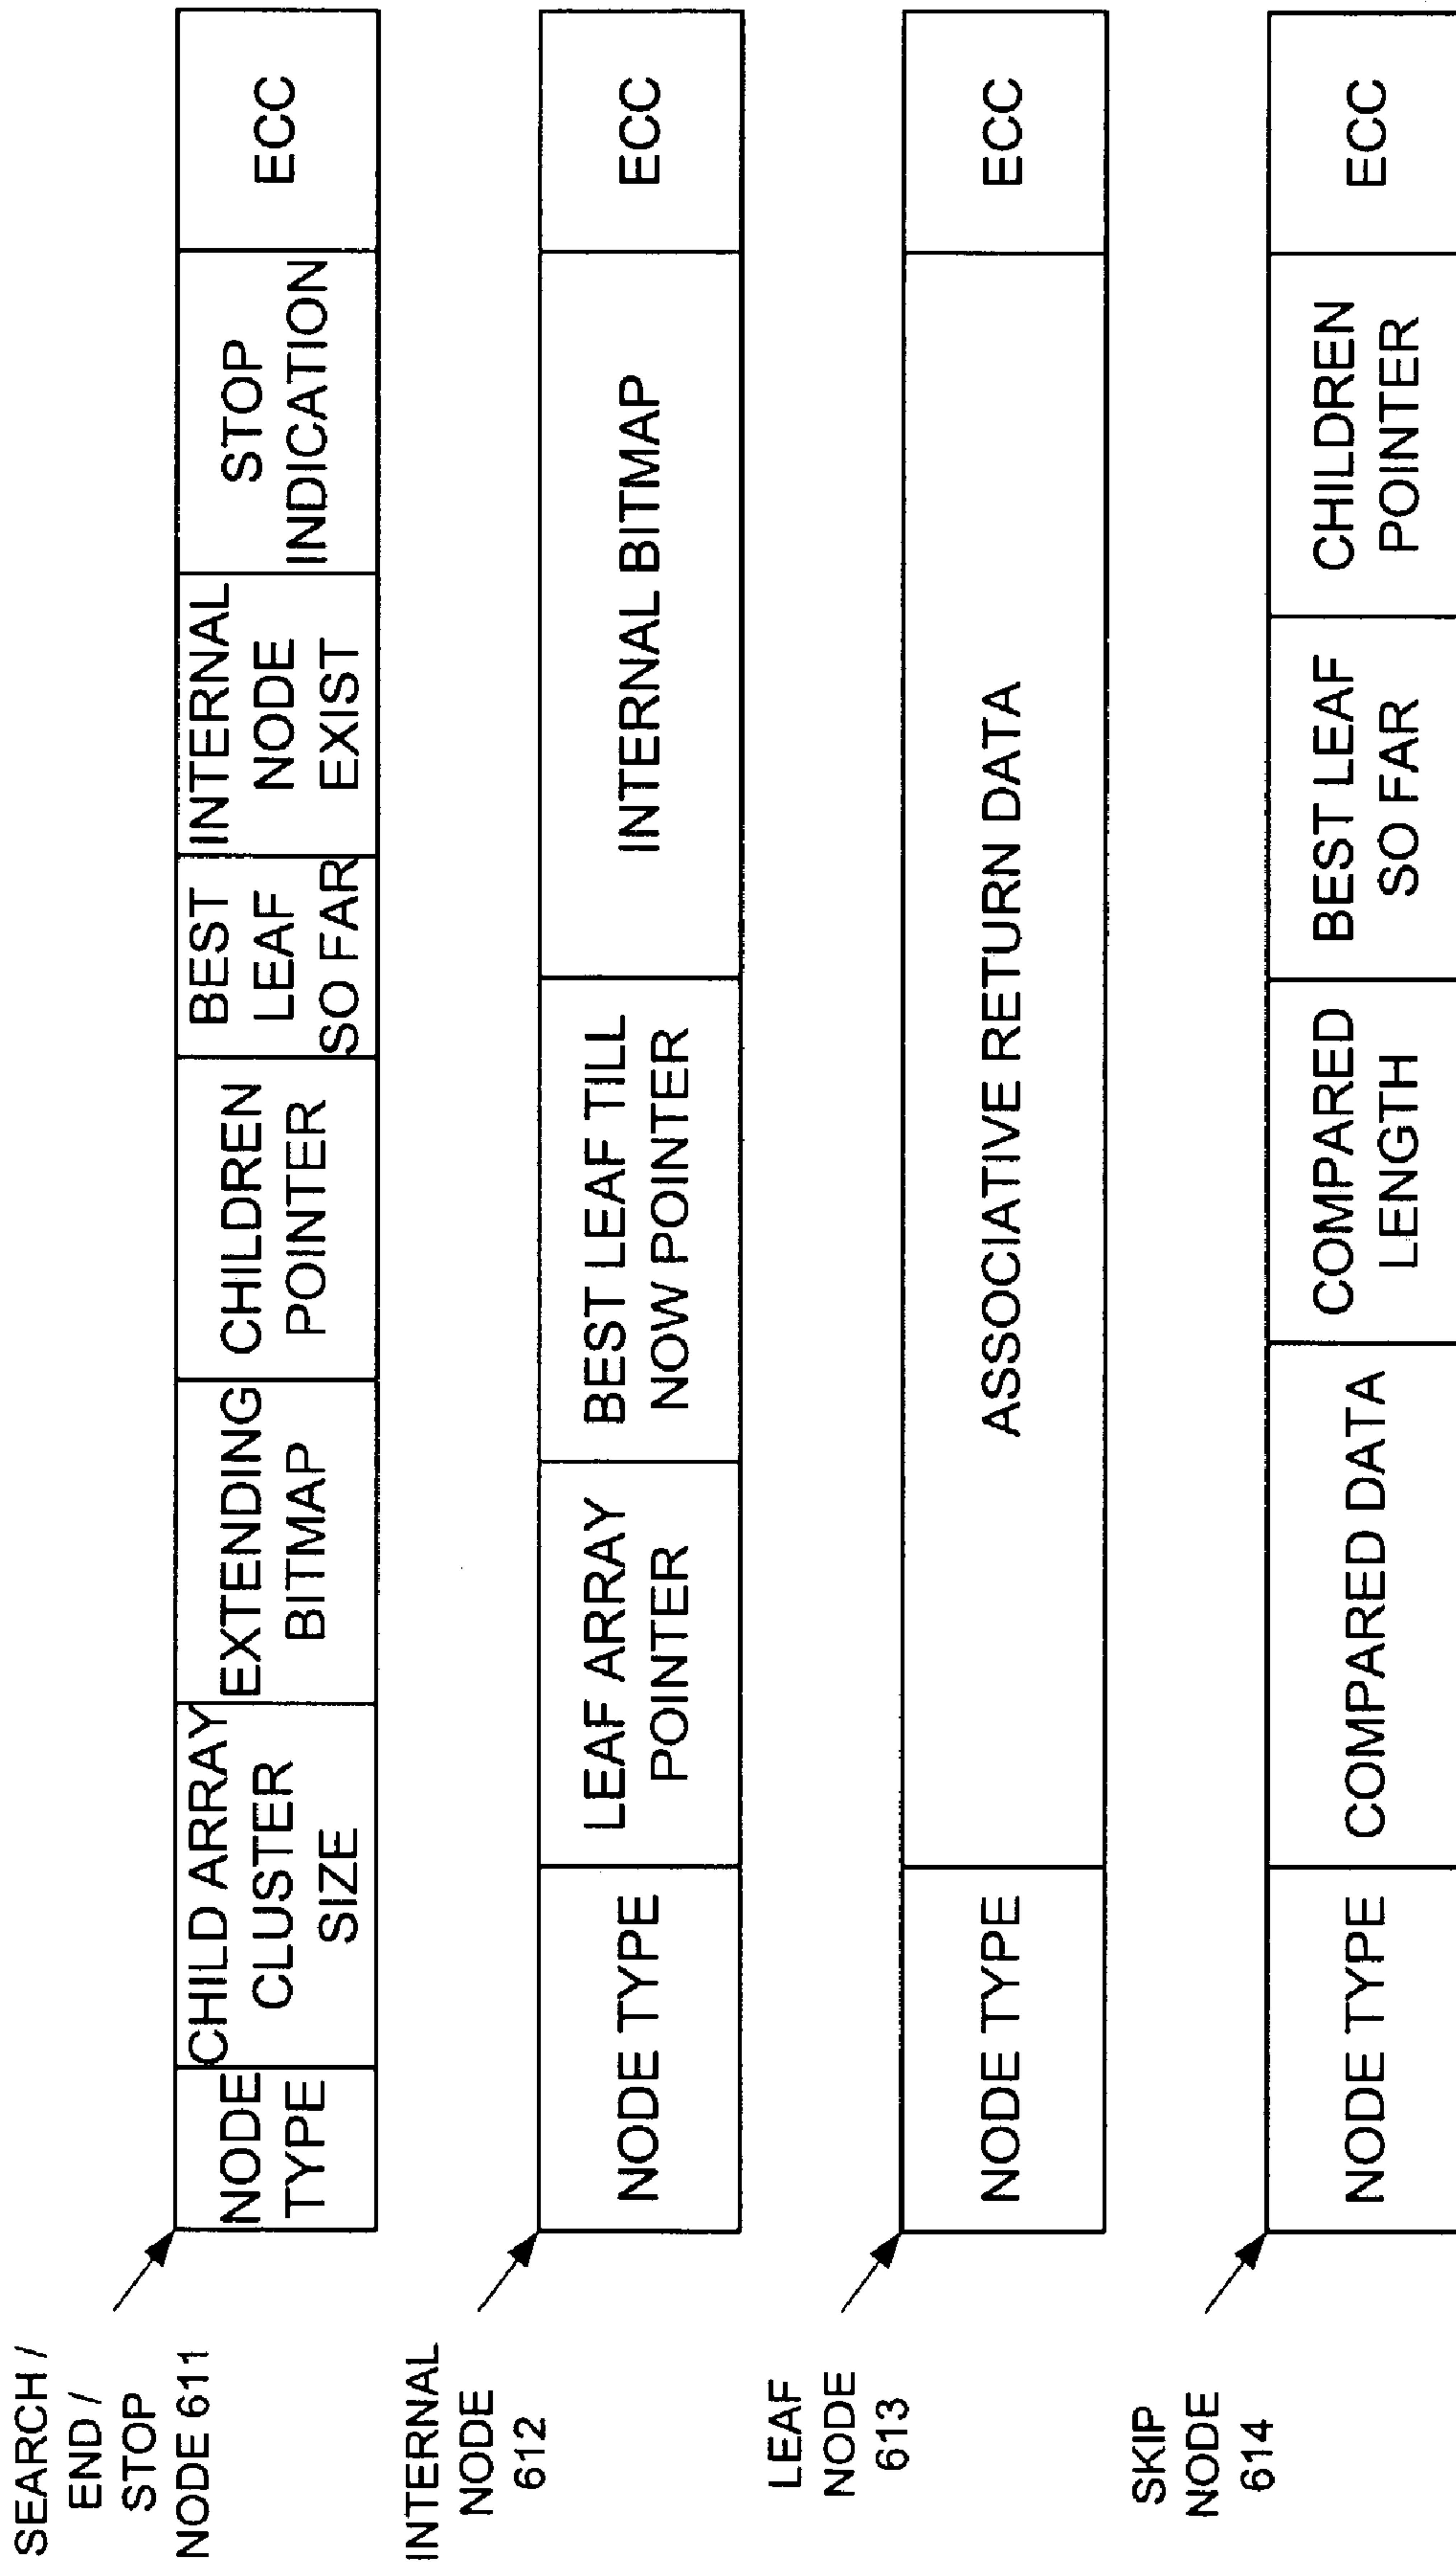 SEARCH /
END /
STOP
NODE 611
NODE
TYPE
CHILD ARRAY
CLUSTER
SIZE
EXTENDING
BITMAP
CHILDREN
POINTER
BEST
LEAF
SO FAR
INTERNAL
NODE
EXIST
STOP
INDICATION
ECC
INTERNAL
NODE
612
NODE TYPE
LEAF ARRAY
POINTER
BEST LEAF TILL
NOW POINTER
INTERNAL BITMAP
ECC
LEAF
NODE
613
NODE TYPE
ASSOCIATIVE RETURN DATA
ECC
SKIP
NODE
614
NODE TYPE
COMPARED DATA
COMPARED
LENGTH
BEST LEAF
SO FAR
CHILDREN
POINTER
ECC